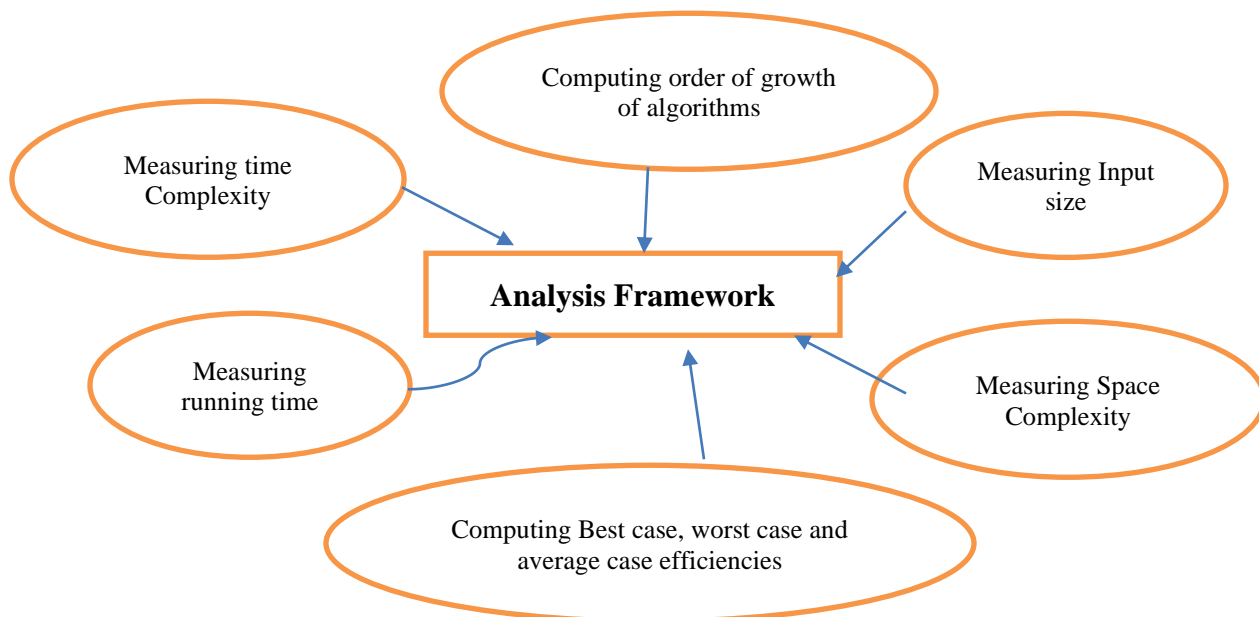 Computing order of growth
of algorithms
Measuring time
Complexity
Measuring Input
size
Analysis Framework
Measuring
running time
Measuring Space
Complexity
Computing Best case, worst case and
average case efficiencies